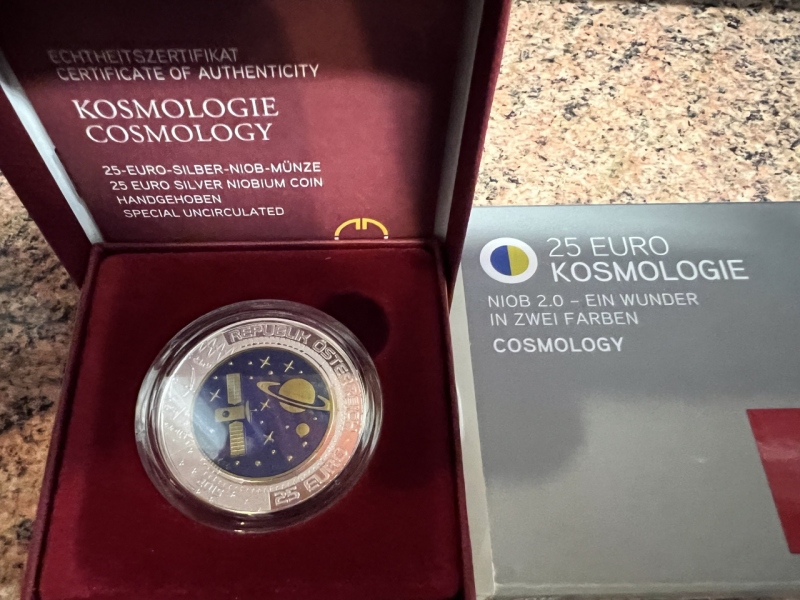 ECHTHEITSZERTIFIKAT
CERTIFICATE OF AUTHENTICITY
KOSMOLOGIE
COSMOLOGY
25-EURO-SILBER-NIOB-MÜNZE
25 EURO SILVER NIOBIUM COIN
HANDGEHOBEN
SPECIAL UNCIRCULATED
REPUBLIK ÖSTERREICH
25 EURO
25 EURO
KOSMOLOGIE
NIOB 2.0 – EIN WUNDER
IN ZWEI FARBEN
COSMOLOGY